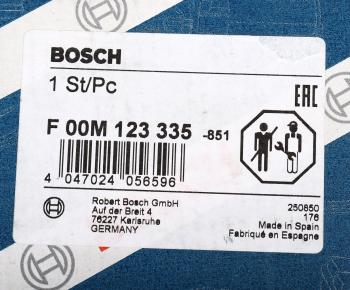 BOSCH
1 St/Pc
EAC
F 00M 123 335 -851
4 047024 056596
Robert Bosch GmbH
Auf der Breit 4
76227 Karlsruhe
GERMANY
250850
176
Made in Spain
Fabriqué en Espagne